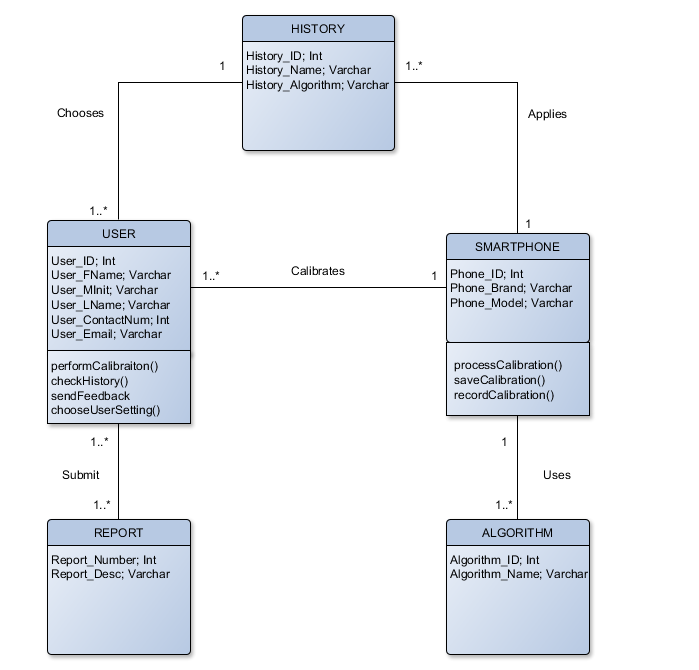 HISTORY
History_ID; Int
History_Name; Varchar
History_Algorithm; Varchar
1
1..*
Chooses
Applies
1..*
1
USER
User_ID; Int
User_FName; Varchar
User_MInit; Varchar
User_LName; Varchar
User_ContactNum; Int
User_Email; Varchar
performCalibraiton()
checkHistory()
sendFeedback
chooseUserSetting()
1..*
Calibrates
1
SMARTPHONE
Phone_ID; Int
Phone_Brand; Varchar
Phone_Model; Varchar
processCalibration()
saveCalibration()
recordCalibration()
1..*
Submit
1..*
1
Uses
1..*
REPORT
Report_Number; Int
Report_Desc; Varchar
ALGORITHM
Algorithm_ID; Int
Algorithm_Name; Varchar